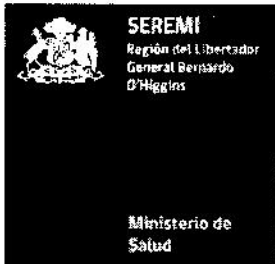 SEREMI
Región del Libertador
General Bernardo
O'Higgins
Ministerio de
Salud